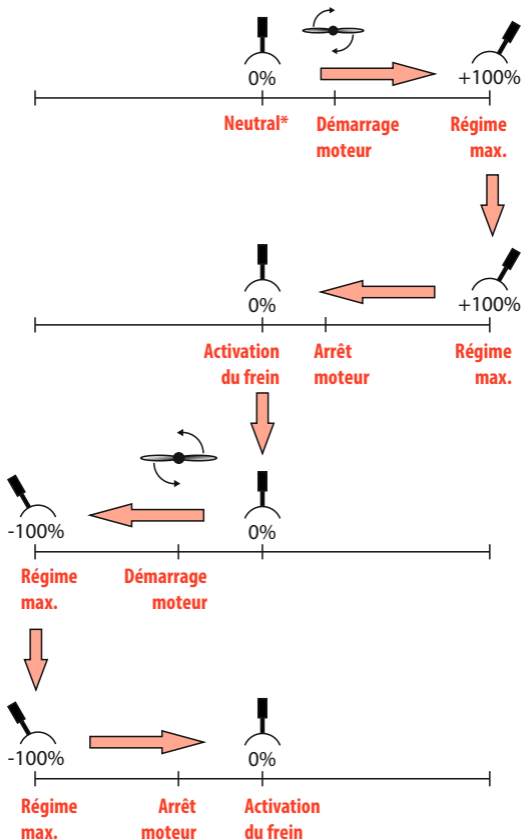 0% +100%
Neutral* Démarrage Régime
moteur max.
0% +100%
Activation Arrêt Régime
du frein moteur max.
-100% 0%
Régime Démarrage
max. moteur
-100% 0%
Régime Arrêt Activation
max. moteur du frein